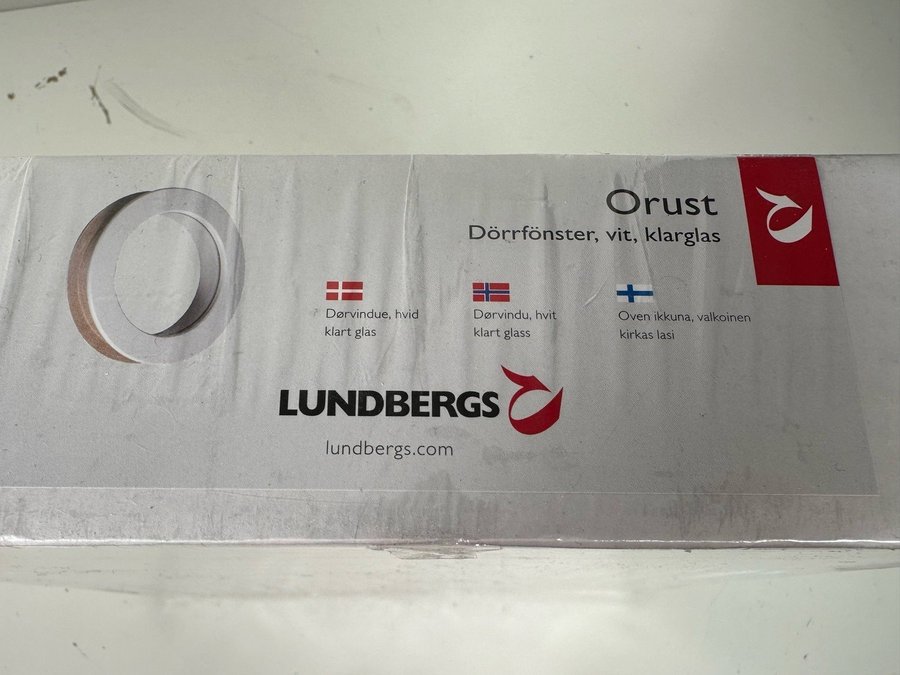 Orust
Dörrfönster, vit, klarglas
Dørvindue, hvid
klart glas
Dørvindu, hvit
klart glass
Oven ikkuna, valkoinen
kirkas lasi
LUNDBERGS
lundbergs.com